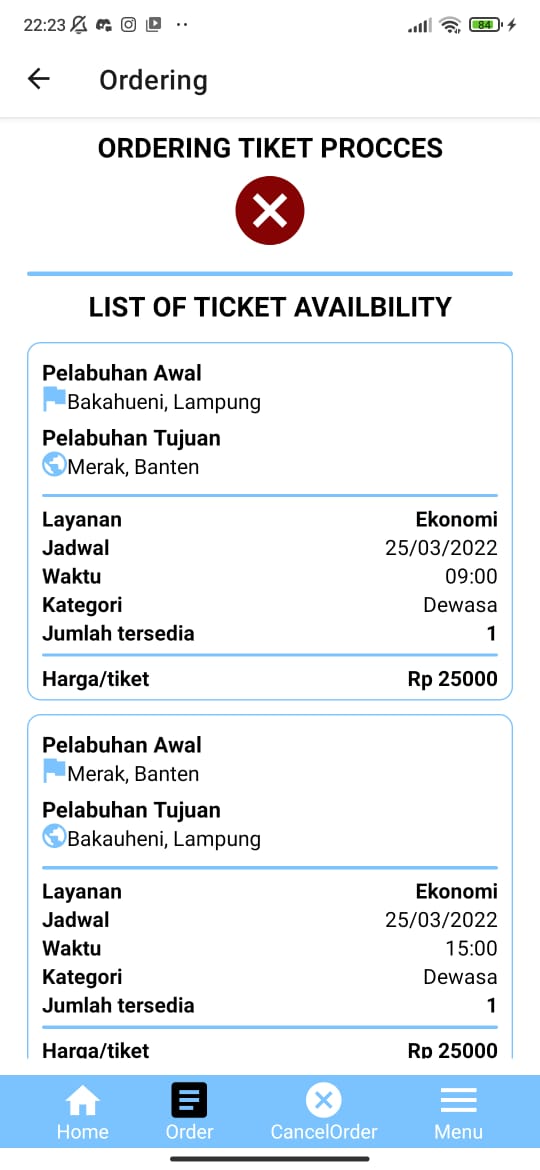 22:23
84
Ordering
ORDERING TIKET PROCCES
LIST OF TICKET AVAILBILITY
Pelabuhan Awal
Bakahueni, Lampung
Pelabuhan Tujuan
Merak, Banten
Layanan Ekonomi
Jadwal 25/03/2022
Waktu 09:00
Kategori Dewasa
Jumlah tersedia 1
Harga/tiket Rp 25000
Pelabuhan Awal
Merak, Banten
Pelabuhan Tujuan
Bakauheni, Lampung
Layanan Ekonomi
Jadwal 25/03/2022
Waktu 15:00
Kategori Dewasa
Jumlah tersedia 1
Harga/tiket Rp 25000
Home Order CancelOrder Menu